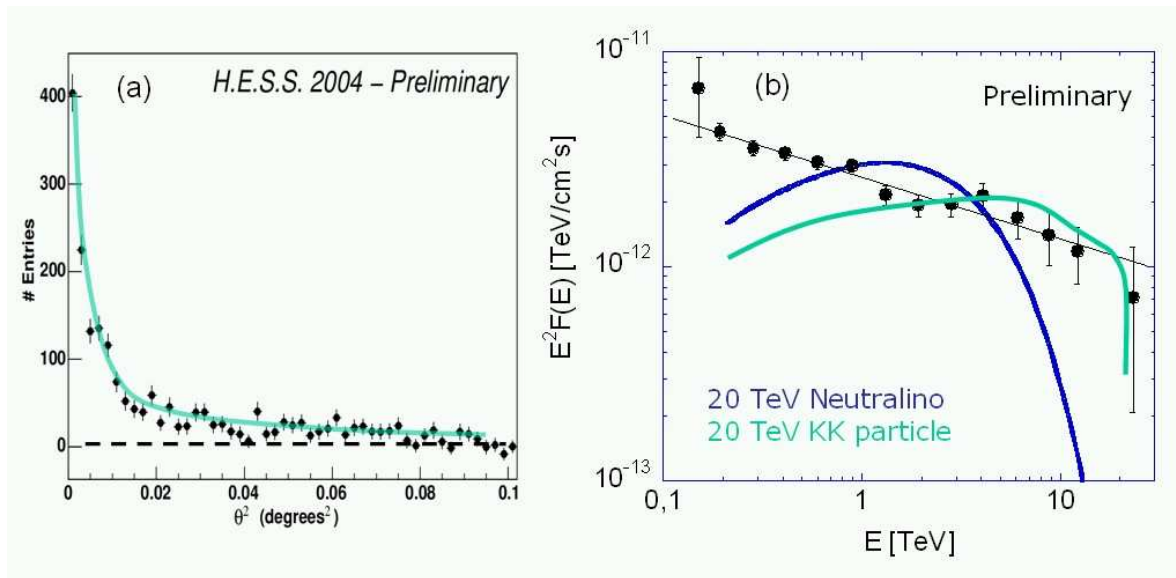 (a) H.E.S.S. 2004 – Preliminary
# Entries
400
300
200
100
0
0 0.02 0.04 0.06 0.08 0.1
θ² (degrees²)
(b) Preliminary
E²F(E) [TeV/cm²s]
10⁻¹¹
10⁻¹²
10⁻¹³
20 TeV Neutralino
20 TeV KK particle
0,1 1 10
E [TeV]